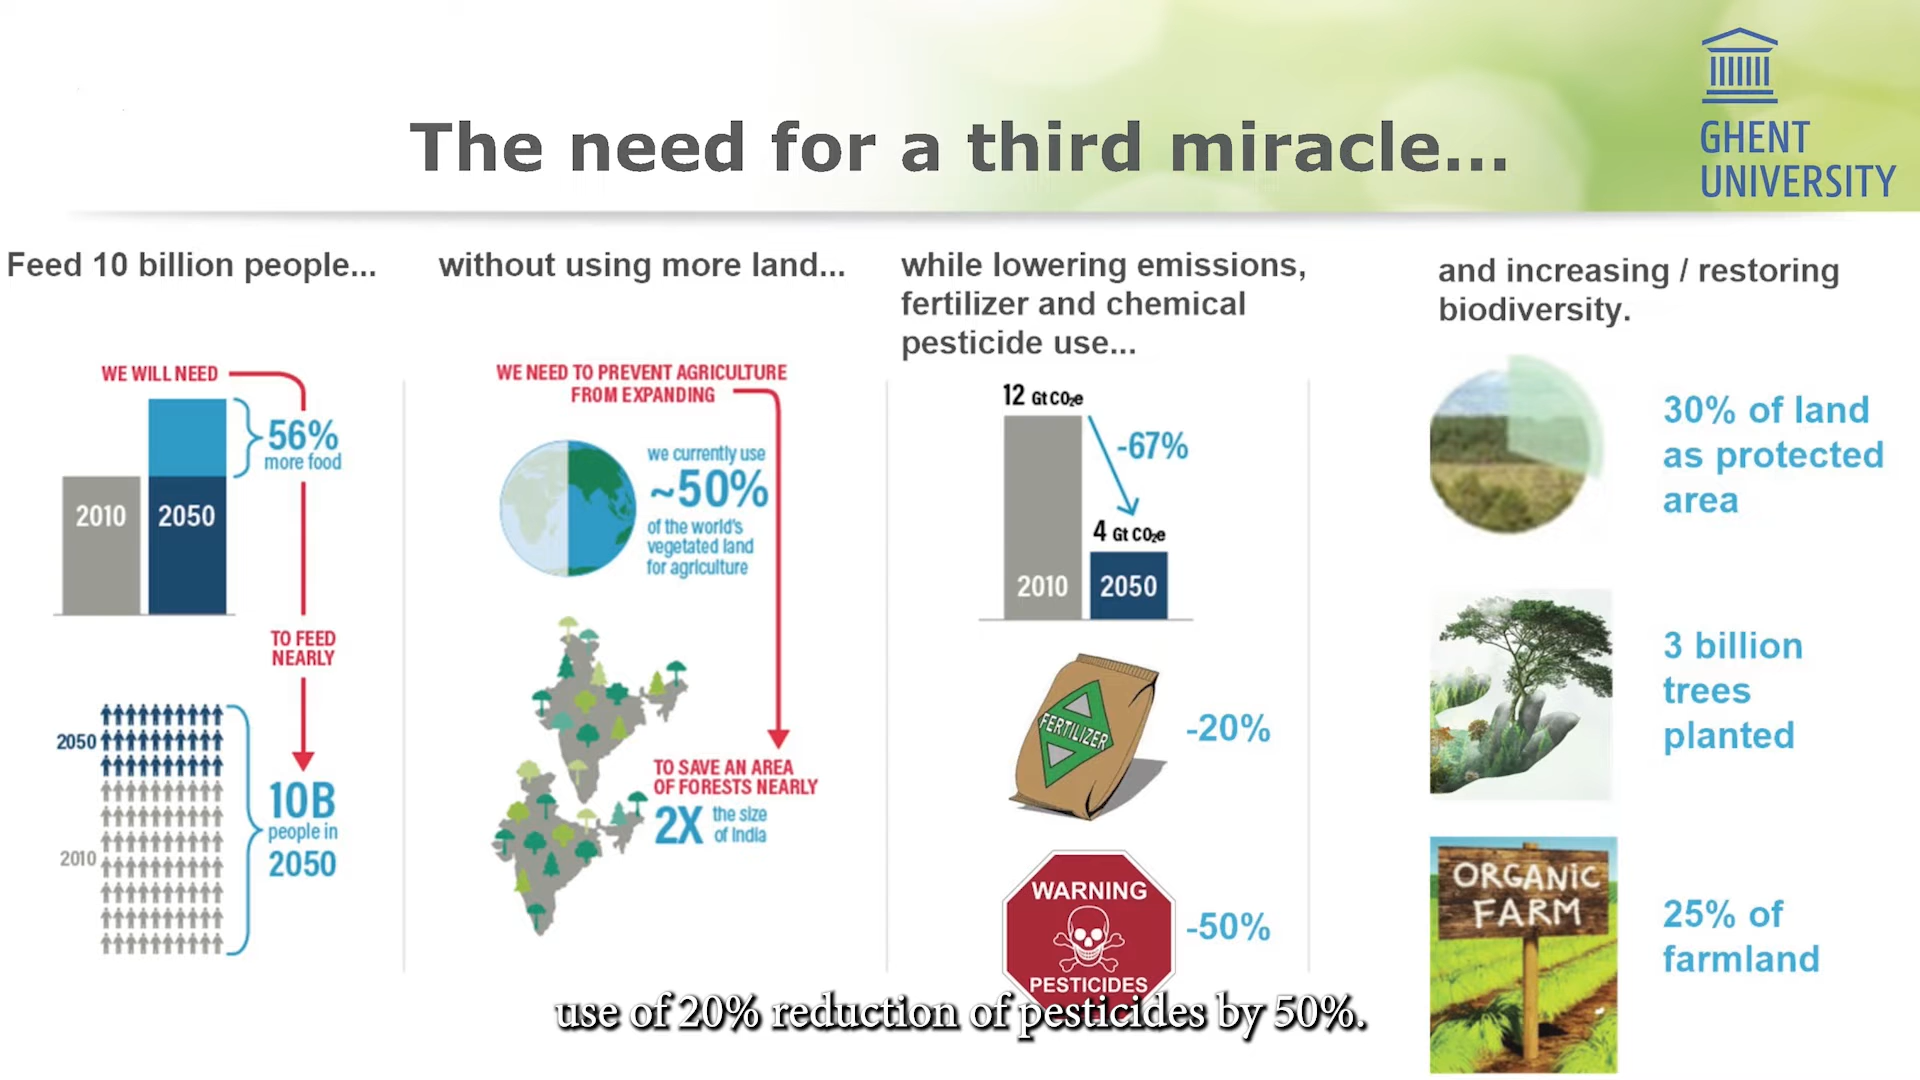 The need for a third miracle...
GHENT
UNIVERSITY
Feed 10 billion people...
WE WILL NEED
56%
more food
2010
2050
TO FEED
NEARLY
2050
2010
10B
people in
2050
without using more land...
WE NEED TO PREVENT AGRICULTURE
FROM EXPANDING
we currently use
~50%
of the world's
vegetated land
for agriculture
TO SAVE AN AREA
OF FORESTS NEARLY
2X the size
of India
while lowering emissions,
fertilizer and chemical
pesticide use...
12 Gt CO₂e
-67%
4 Gt CO₂e
2010
2050
FERTILIZER
-20%
WARNING
PESTICIDES
-50%
and increasing / restoring
biodiversity.
30% of land
as protected
area
3 billion
trees
planted
ORGANIC
FARM
25% of
farmland
use of 20% reduction of pesticides by 50%.